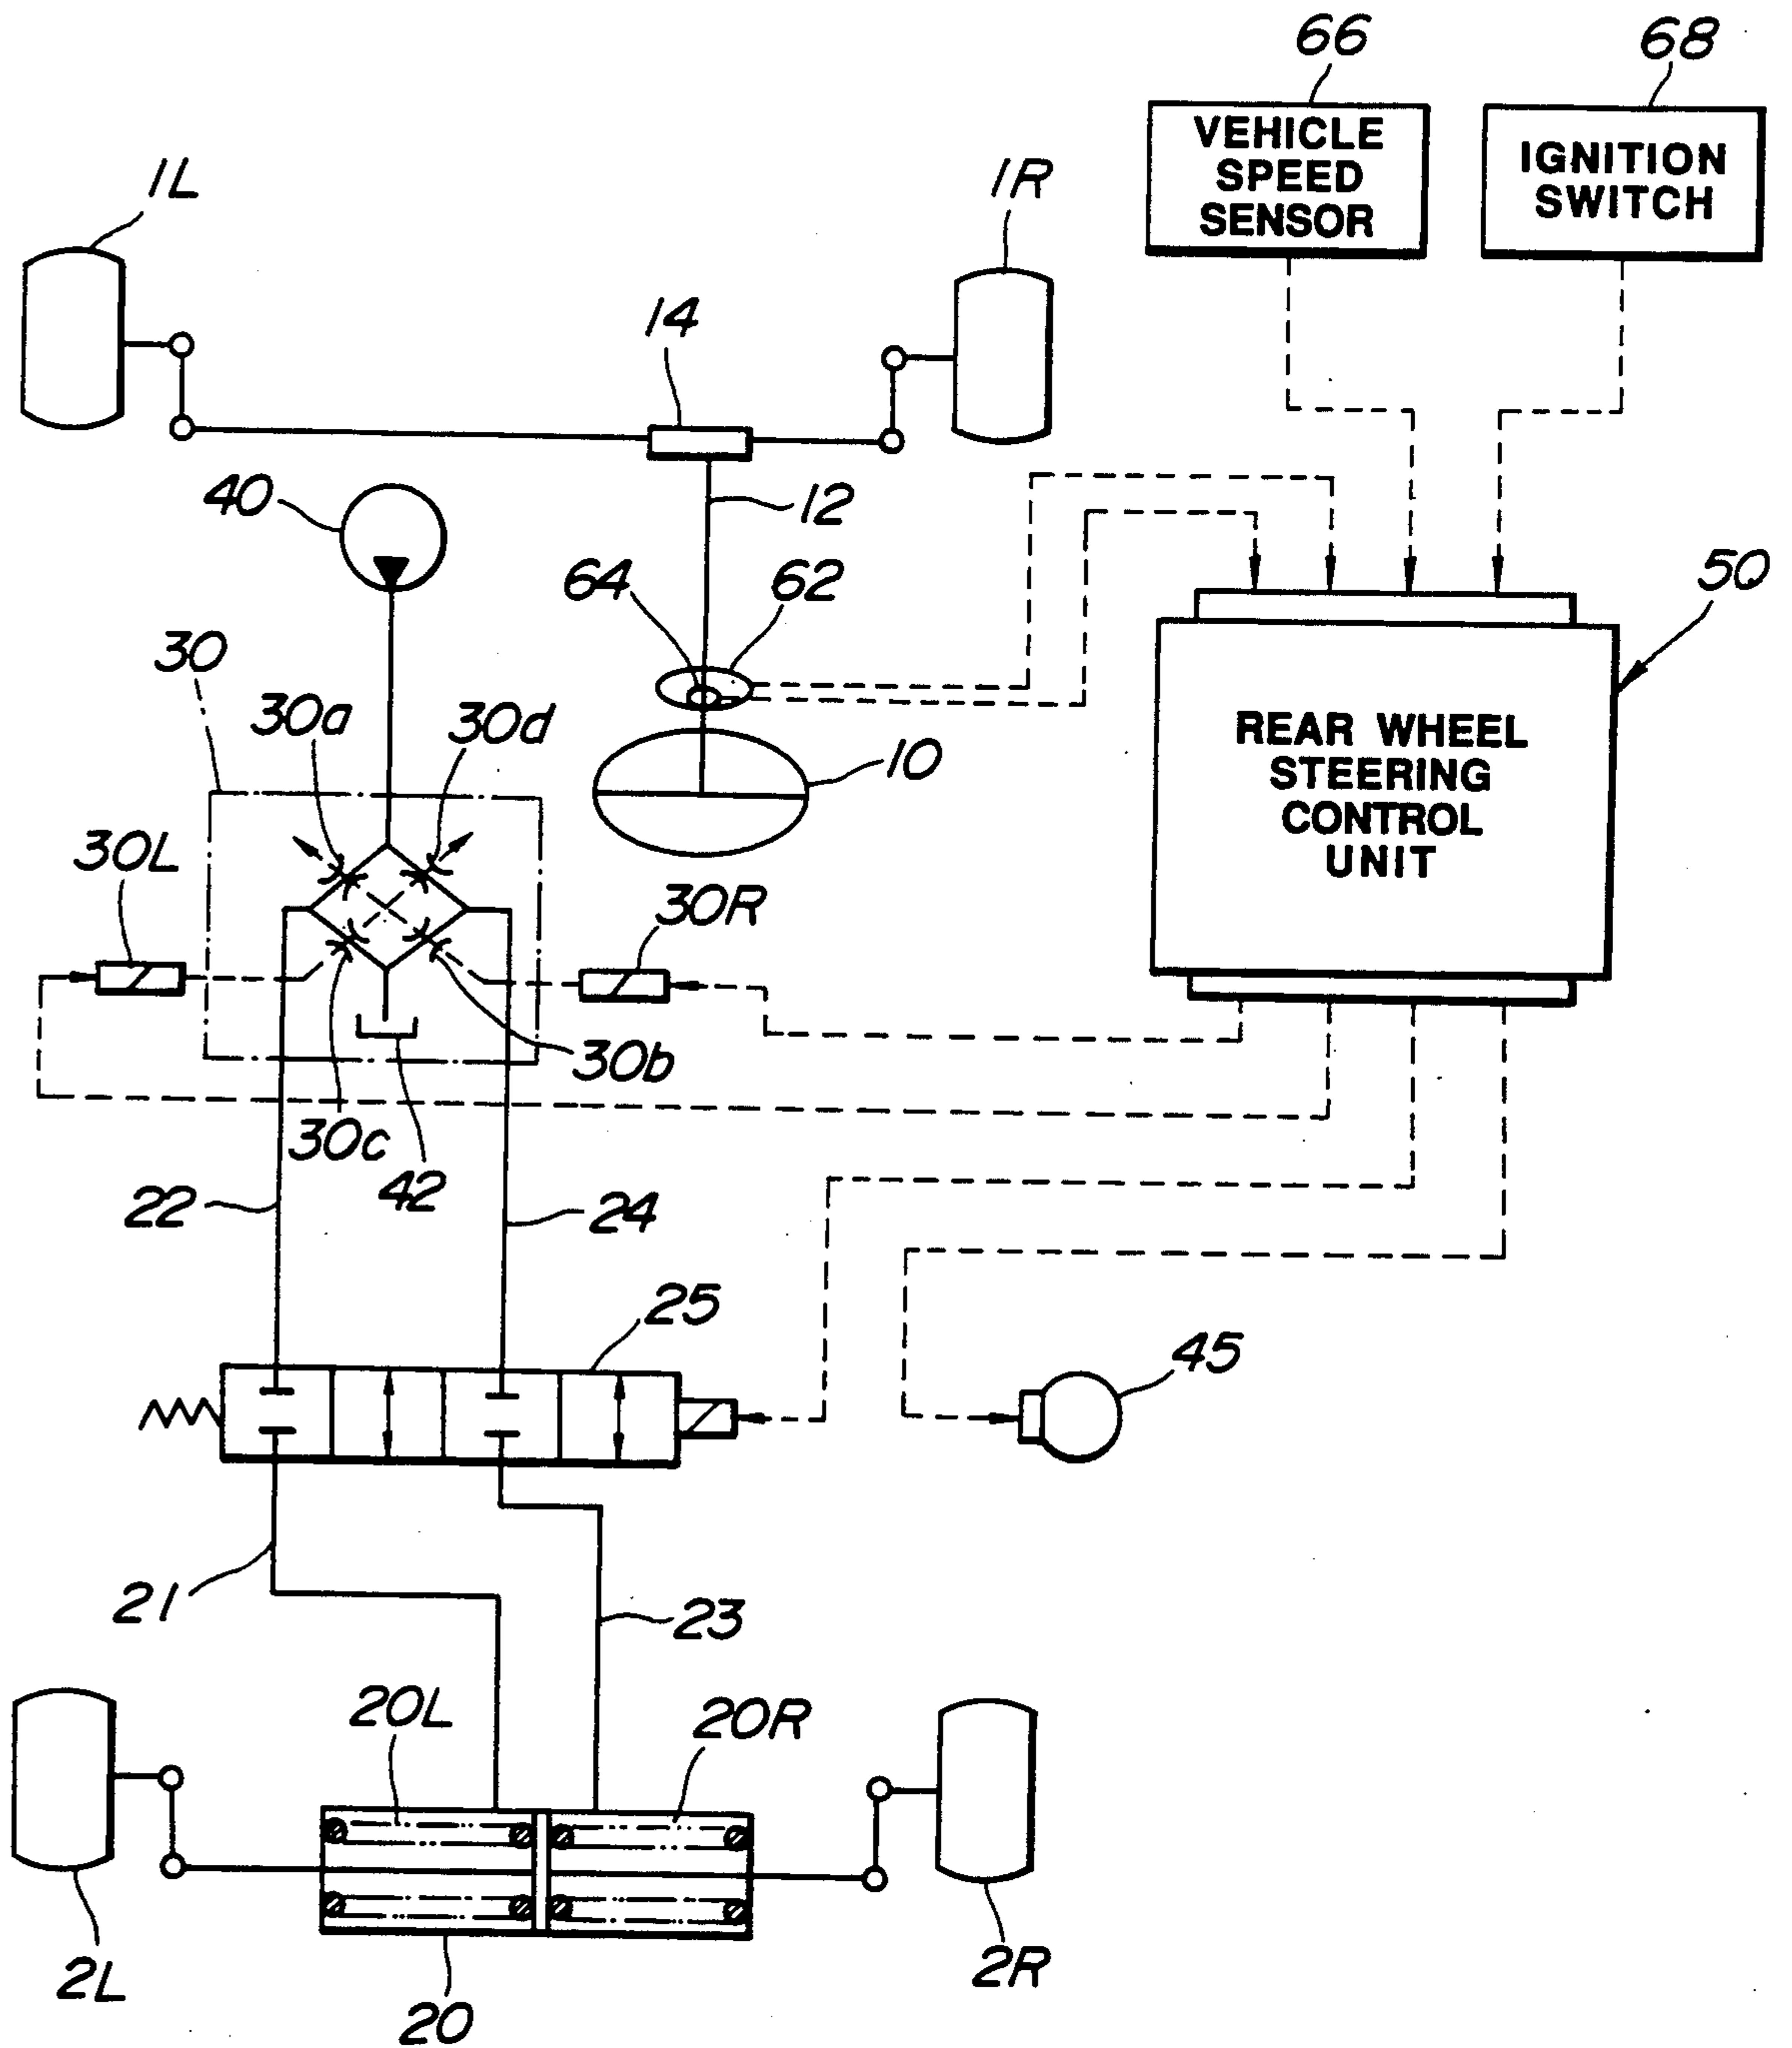 66
68
VEHICLE
SPEED
SENSOR
IGNITION
SWITCH
1L
1R
14
40
12
64
62
50
30
30a
30d
10
REAR WHEEL
STEERING
CONTROL
UNIT
30L
30R
30b
30c
42
22
24
25
45
21
23
20L
20R
2L
2R
20